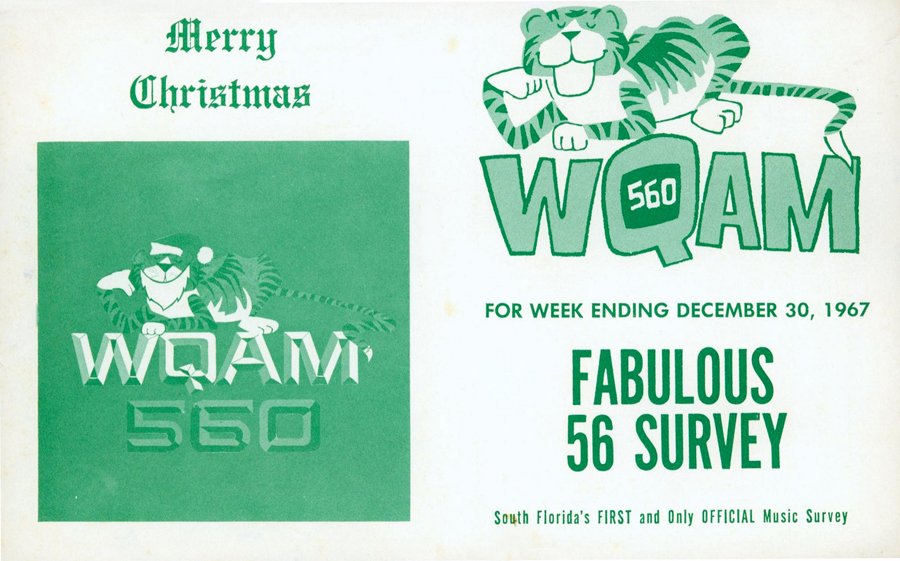 Merry
Christmas
WQAM
560
WQAM
560
FOR WEEK ENDING DECEMBER 30, 1967
FABULOUS
56 SURVEY
South Florida's FIRST and Only OFFICIAL Music Survey